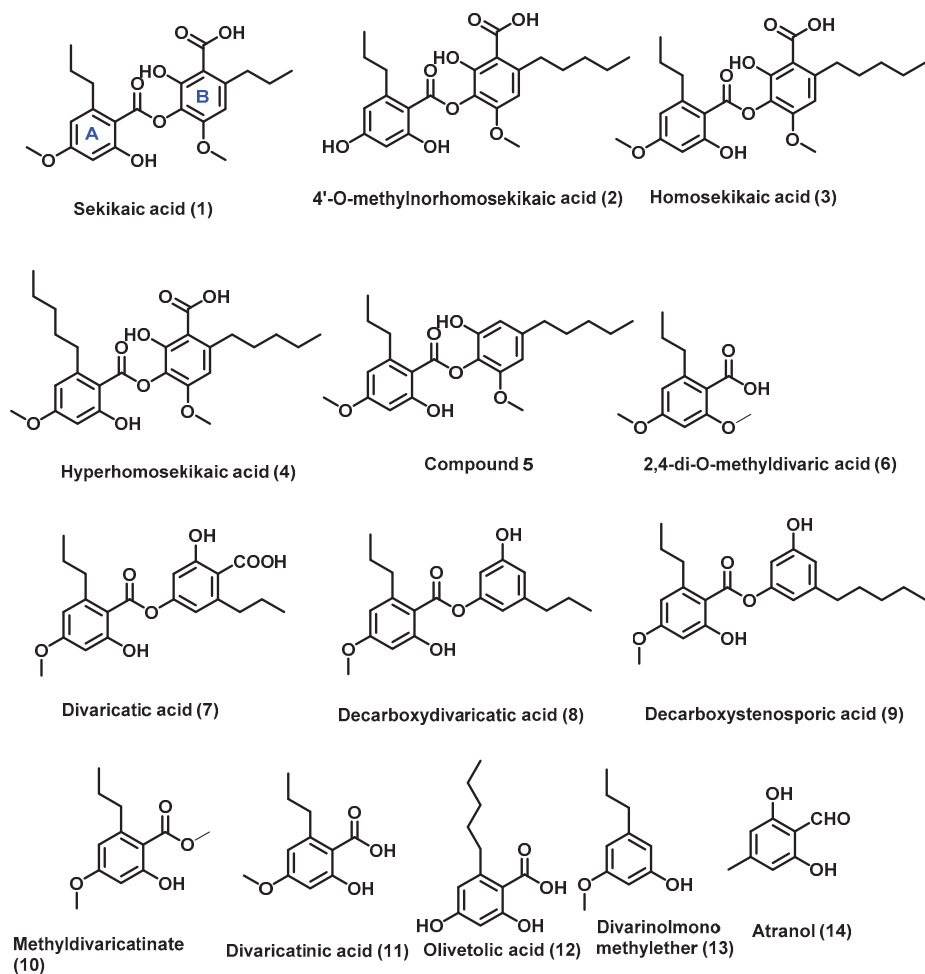 O
OH
HO
B
O
O
A
O
OH
O
Sekikaic acid (1)
O
OH
HO
O
O
HO
OH
O
4'-O-methylnorhomosekikaic acid (2)
O
OH
HO
O
O
O
OH
O
Homosekikaic acid (3)
O
OH
HO
O
O
O
OH
O
Hyperhomosekikaic acid (4)
HO
O
O
O
OH
O
Compound 5
O
OH
O
O
2,4-di-O-methyldivaric acid (6)
OH
COOH
O
O
O
OH
Divaricatic acid (7)
OH
O
O
O
OH
Decarboxydivaricatic acid (8)
OH
O
O
O
OH
Decarboxystenosporic acid (9)
O
O
O
OH
Methyldivaricatinate
(10)
O
OH
O
OH
Divaricatinic acid (11)
O
OH
HO
OH
Olivetolic acid (12)
O
OH
Divarinolmono
methylether (13)
OH
CHO
OH
Atranol (14)